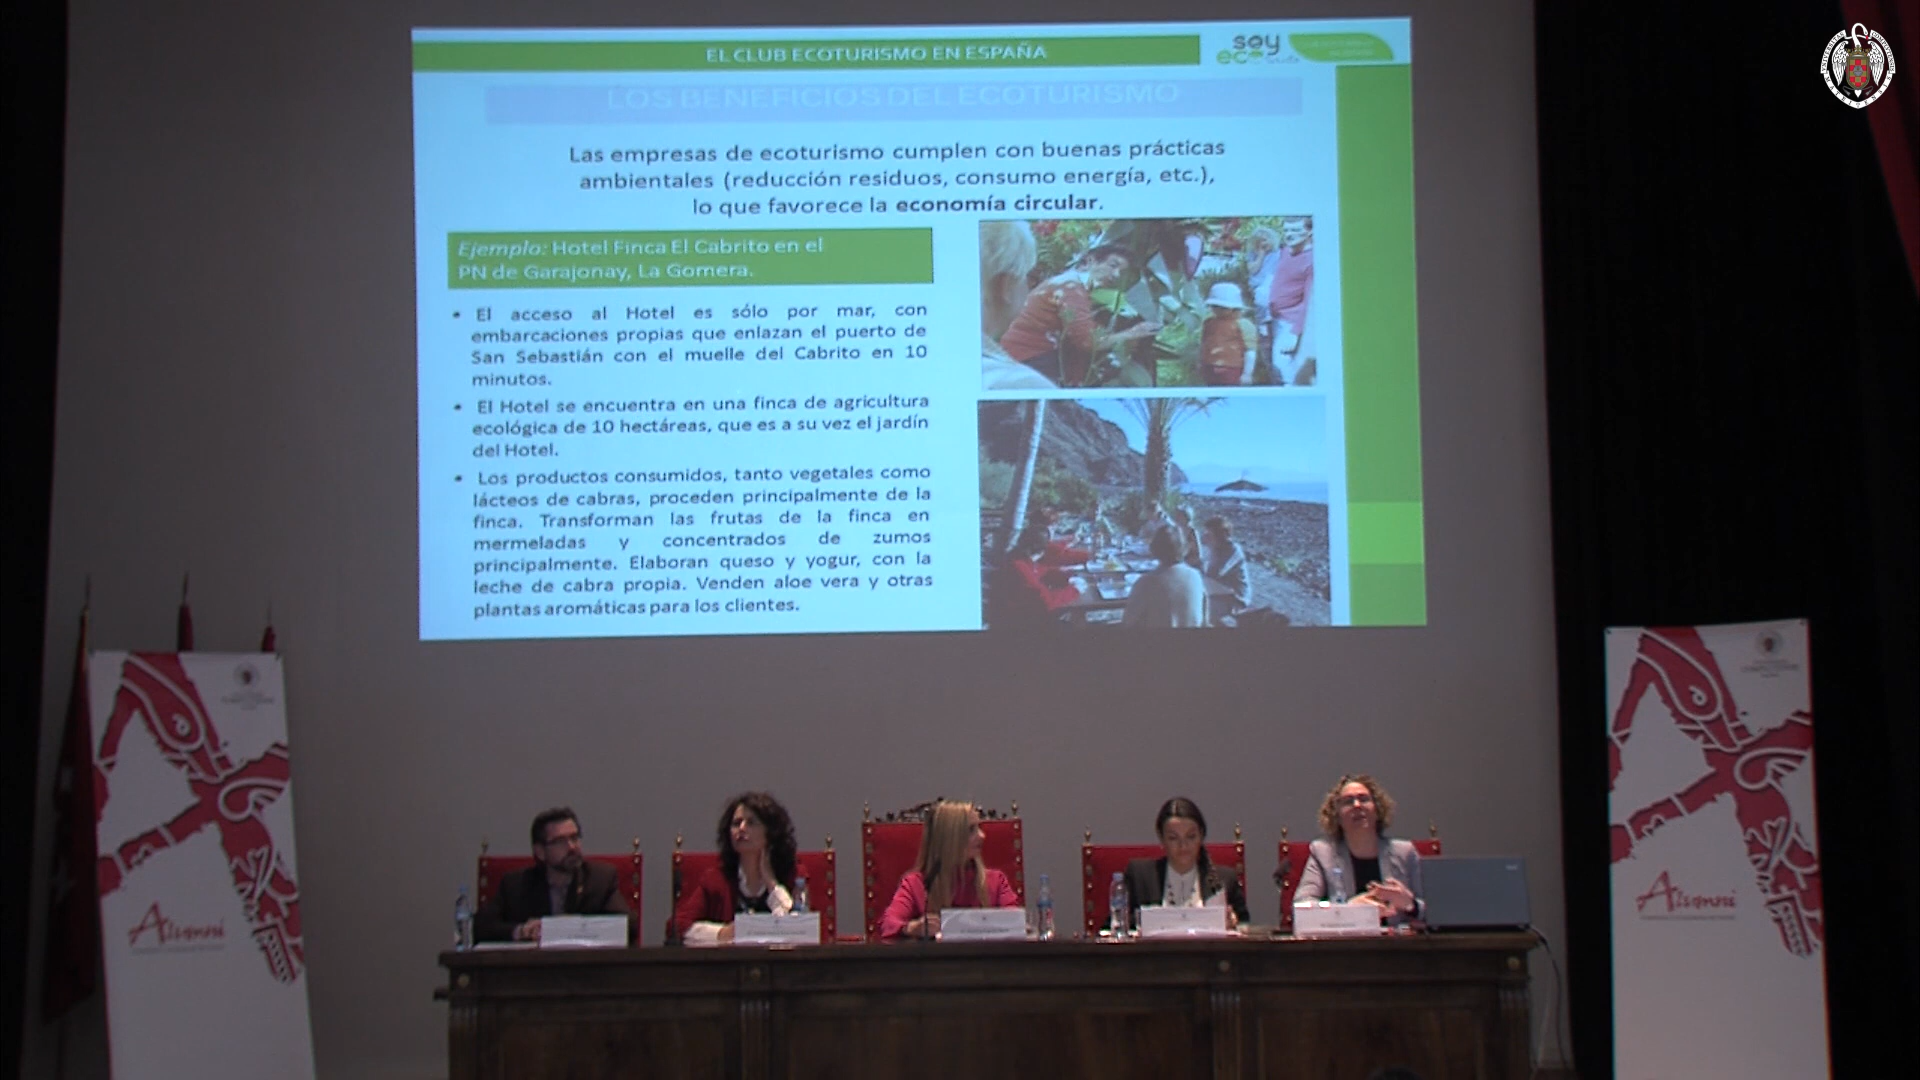 EL CLUB ECOTURISMO EN ESPAÑA
soy
eco
LOS BENEFICIOS DEL ECOTURISMO
Las empresas de ecoturismo cumplen con buenas prácticas
ambientales (reducción residuos, consumo energía, etc.),
lo que favorece la economía circular.
Ejemplo: Hotel Finca El Cabrito en el
PN de Garajonay, La Gomera.
• El acceso al Hotel es sólo por mar, con
embarcaciones propias que enlazan el puerto de
San Sebastián con el muelle del Cabrito en 10
minutos.
• El Hotel se encuentra en una finca de agricultura
ecológica de 10 hectáreas, que es a su vez el jardín
del Hotel.
• Los productos consumidos, tanto vegetales como
lácteos de cabras, proceden principalmente de la
finca. Transforman las frutas de la finca en
mermeladas y concentrados de zumos
principalmente. Elaboran queso y yogur, con la
leche de cabra propia. Venden aloe vera y otras
plantas aromáticas para los clientes.
Alumni
Alumni